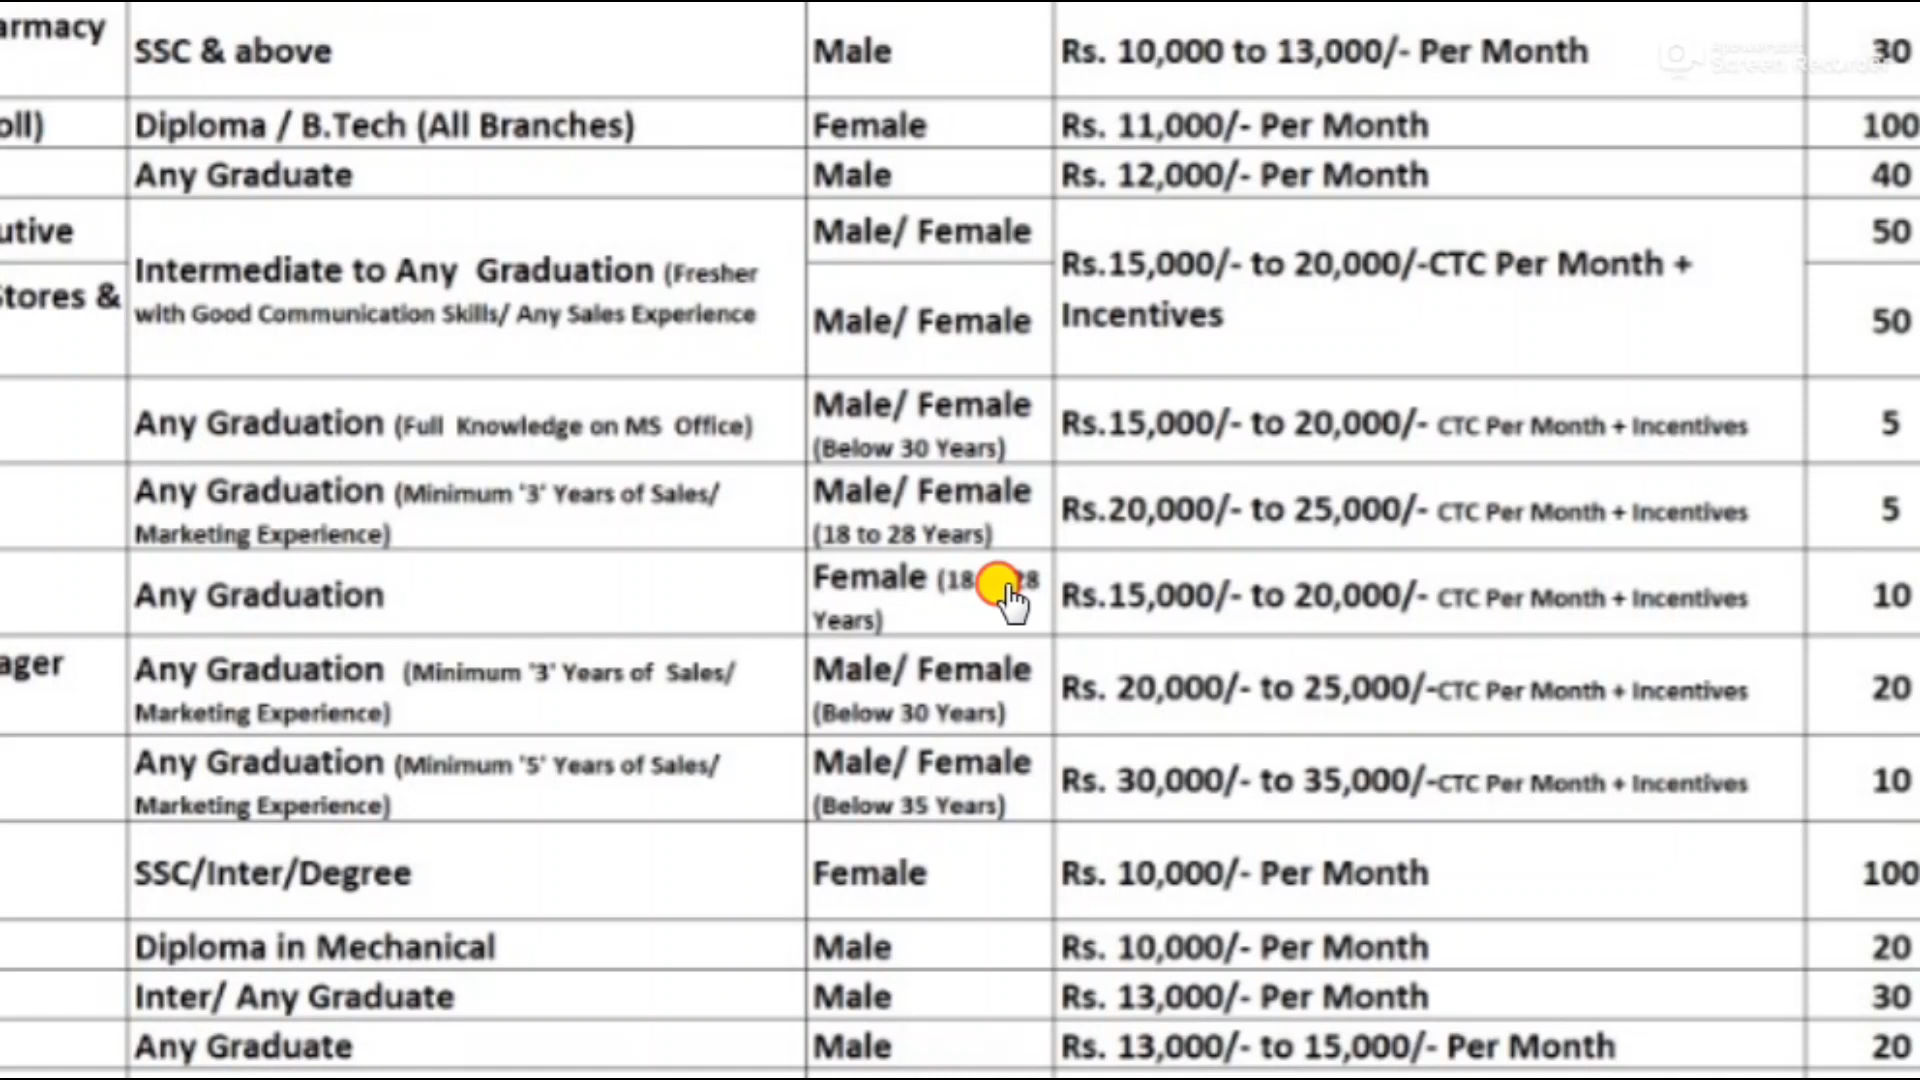 armacy SSC & above Male Rs. 10,000 to 13,000/- Per Month 30
oll) Diploma / B.Tech (All Branches) Female Rs. 11,000/- Per Month 100
Any Graduate Male Rs. 12,000/- Per Month 40
utive Male/ Female 50
Intermediate to Any Graduation (Fresher Rs.15,000/- to 20,000/-CTC Per Month +
Stores & with Good Communication Skills/ Any Sales Experience Male/ Female Incentives 50
Any Graduation (Full Knowledge on MS Office) Male/ Female Rs.15,000/- to 20,000/- CTC Per Month + Incentives 5
(Below 30 Years)
Any Graduation (Minimum '3' Years of Sales/ Male/ Female Rs.20,000/- to 25,000/- CTC Per Month + Incentives 5
Marketing Experience) (18 to 28 Years)
Any Graduation Female (18 28 Rs.15,000/- to 20,000/- CTC Per Month + Incentives 10
Years)
ager Any Graduation (Minimum '3' Years of Sales/ Male/ Female Rs. 20,000/- to 25,000/-CTC Per Month + Incentives 20
Marketing Experience) (Below 30 Years)
Any Graduation (Minimum '5' Years of Sales/ Male/ Female Rs. 30,000/- to 35,000/-CTC Per Month + Incentives 10
Marketing Experience) (Below 35 Years)
SSC/Inter/Degree Female Rs. 10,000/- Per Month 100
Diploma in Mechanical Male Rs. 10,000/- Per Month 20
Inter/ Any Graduate Male Rs. 13,000/- Per Month 30
Any Graduate Male Rs. 13,000/- to 15,000/- Per Month 20